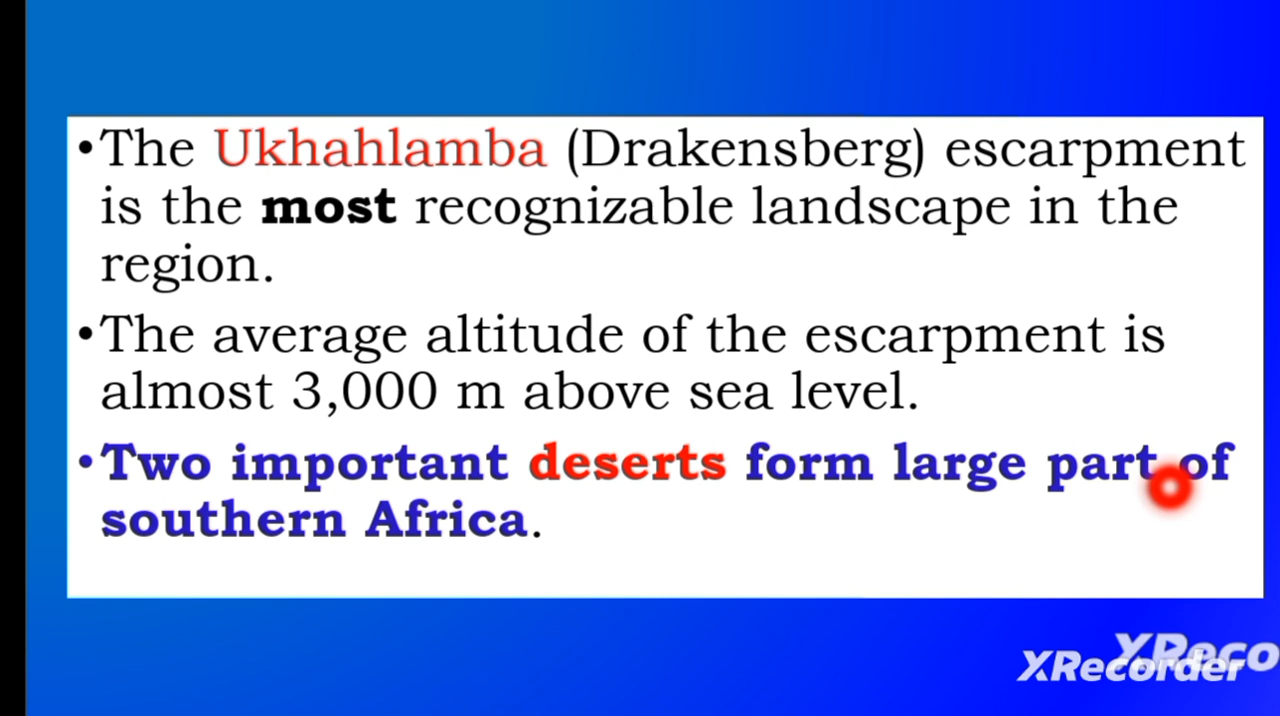 •The Ukhahlamba (Drakensberg) escarpment
is the most recognizable landscape in the
region.
•The average altitude of the escarpment is
almost 3,000 m above sea level.
•Two important deserts form large part of
southern Africa.
XReco
XRecorder